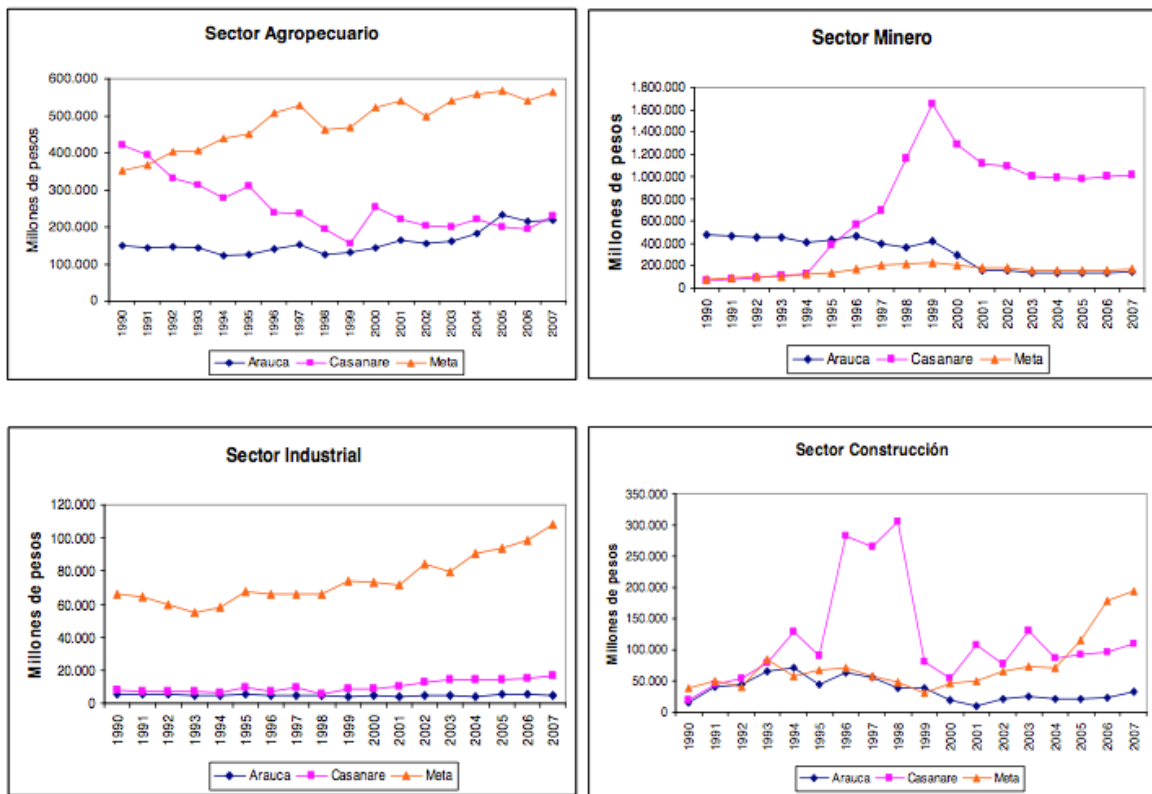 Sector Agropecuario
Millones de pesos
600.000
500.000
400.000
300.000
200.000
100.000
0
1990 1991 1992 1993 1994 1995 1996 1997 1998 1999 2000 2001 2002 2003 2004 2005 2006 2007
Arauca Casanare Meta
Sector Minero
Millones de pesos
1.800.000
1.600.000
1.400.000
1.200.000
1.000.000
800.000
600.000
400.000
200.000
0
1990 1991 1992 1993 1994 1995 1996 1997 1998 1999 2000 2001 2002 2003 2004 2005 2006 2007
Arauca Casanare Meta
Sector Industrial
Millones de pesos
120.000
100.000
80.000
60.000
40.000
20.000
0
1990 1991 1992 1993 1994 1995 1996 1997 1998 1999 2000 2001 2002 2003 2004 2005 2006 2007
Arauca Casanare Meta
Sector Construcción
Millones de pesos
350.000
300.000
250.000
200.000
150.000
100.000
50.000
0
1990 1991 1992 1993 1994 1995 1996 1997 1998 1999 2000 2001 2002 2003 2004 2005 2006 2007
Arauca Casanare Meta